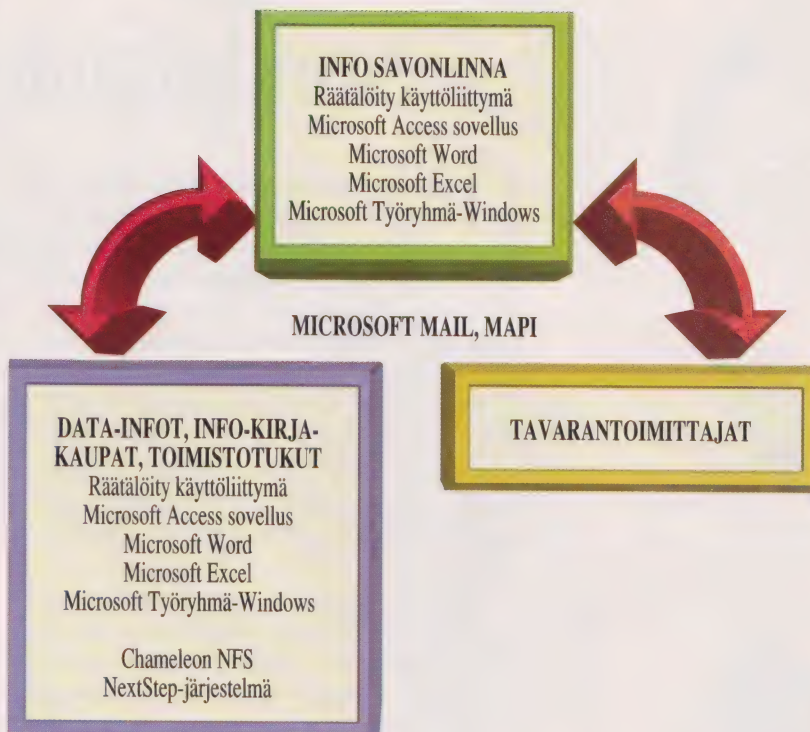 INFO SAVONLINNA
Räätälöity käyttöliittymä
Microsoft Access sovellus
Microsoft Word
Microsoft Excel
Microsoft Työryhmä-Windows
MICROSOFT MAIL, MAPI
DATA-INFOT, INFO-KIRJA-
KAUPAT, TOIMISTOTUKUT
Räätälöity käyttöliittymä
Microsoft Access sovellus
Microsoft Word
Microsoft Excel
Microsoft Työryhmä-Windows
Chameleon NFS
NextStep-järjestelmä
TAVARANTOIMITTAJAT